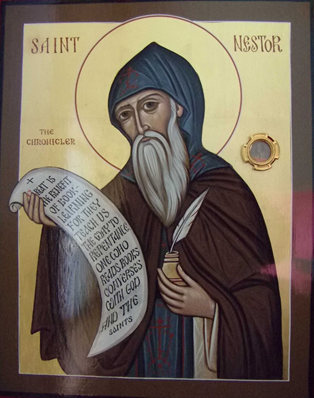 SAINT NESTOR
THE
CHRONICLER
+
GREAT IS
THE BENEFIT
OF BOOK-
LEARNING
FOR THEY
TEACH US
THE WAY TO
REPENTANCE
ONE WHO
READS BOOKS
CONVERSES
WITH GOD
AND THE
SAINTS